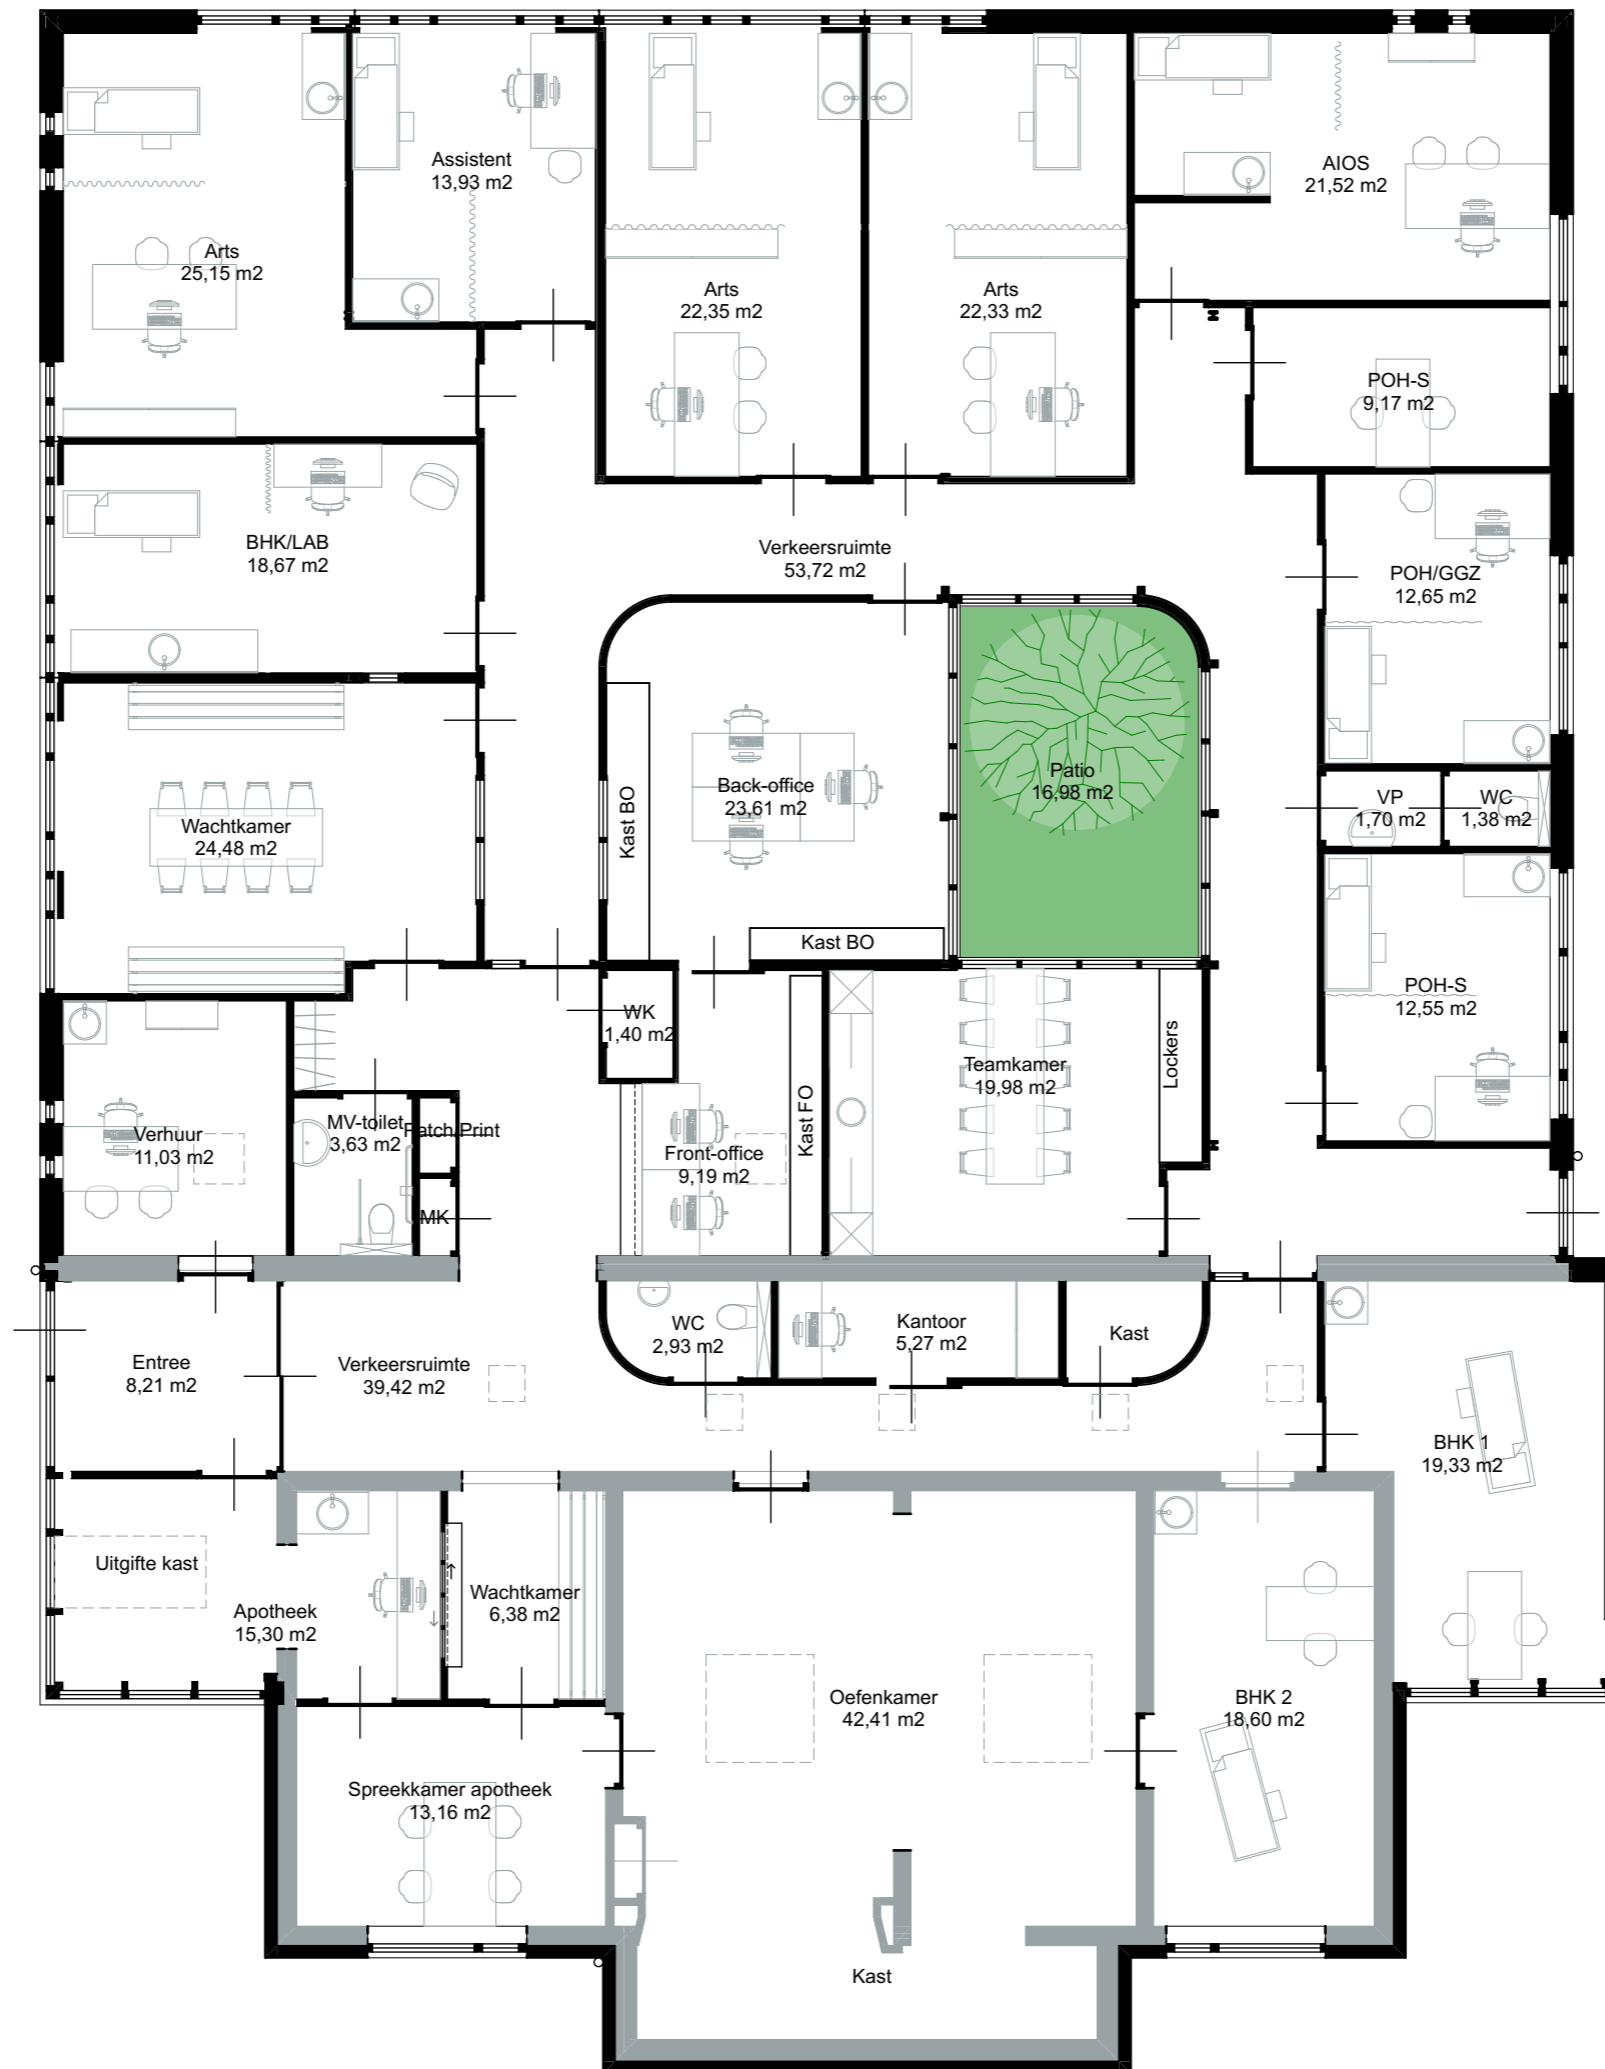 Assistent
13,93 m2
AIOS
21,52 m2
Arts
25,15 m2
Arts
22,35 m2
Arts
22,33 m2
POH-S
9,17 m2
BHK/LAB
18,67 m2
Verkeersruimte
53,72 m2
POH/GGZ
12,65 m2
Back-office
23,61 m2
Kast BO
Patio
16,98 m2
VP
1,70 m2
WC
1,38 m2
Wachtkamer
24,48 m2
Kast BO
POH-S
12,55 m2
WK
1,40 m2
Teamkamer
19,98 m2
Lockers
Kast FO
Verhuur
11,03 m2
MV-toilet
3,63 m2
Patch/Print
Front-office
9,19 m2
MK
WC
2,93 m2
Kantoor
5,27 m2
Kast
Entree
8,21 m2
Verkeersruimte
39,42 m2
BHK 1
19,33 m2
Uitgifte kast
Apotheek
15,30 m2
Wachtkamer
6,38 m2
Oefenkamer
42,41 m2
BHK 2
18,60 m2
Spreekkamer apotheek
13,16 m2
Kast